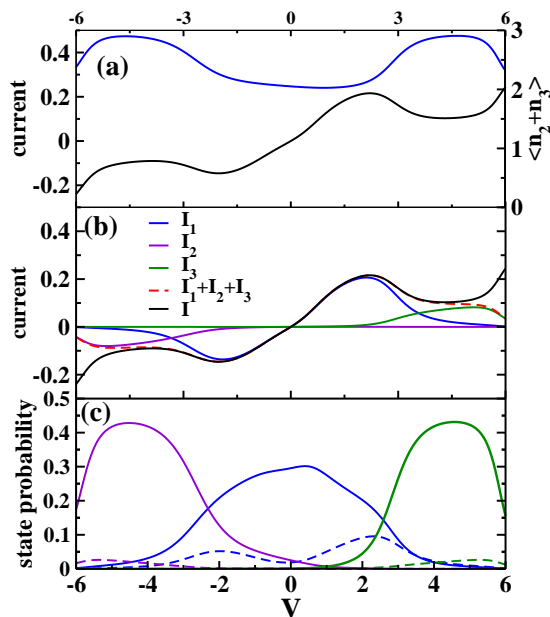 -6 -3 0 3 6
0.4
0.2
0
-0.2
current
(a)
3
2
1
0
<n2+n3>
(b)
0.4
0.2
0
-0.2
current
I1
I2
I3
I1+I2+I3
I
(c)
0.5
0.4
0.3
0.2
0.1
0
state probability
-6 -4 -2 0 2 4 6
V